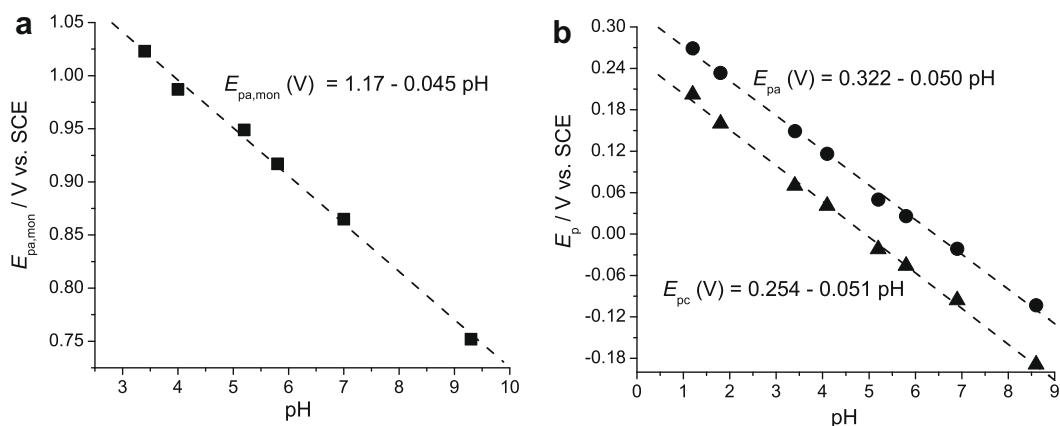 a
1.05
1.00
0.95
0.90
0.85
0.80
0.75
E_pa,mon / V vs. SCE
E_pa,mon (V) = 1.17 - 0.045 pH
3 4 5 6 7 8 9 10
pH
b
0.30
0.24
0.18
0.12
0.06
0.00
-0.06
-0.12
-0.18
E_p / V vs. SCE
E_pa (V) = 0.322 - 0.050 pH
E_pc (V) = 0.254 - 0.051 pH
0 1 2 3 4 5 6 7 8 9
pH